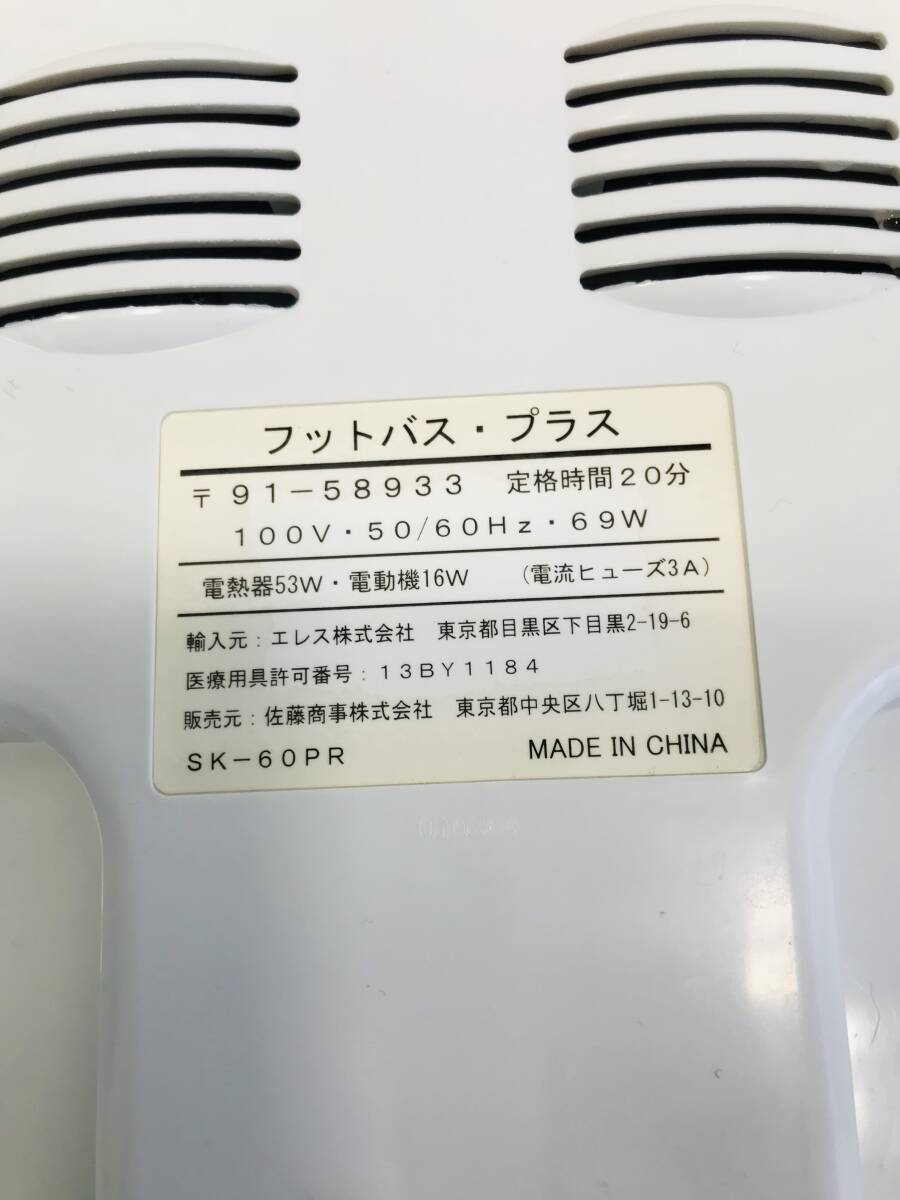 フットバス・プラス
〒 91-58933 定格時間20分
100V・50/60Hz・69W
電熱器53W・電動機16W (電流ヒューズ3A)
輸入元:エレス株式会社 東京都目黒区下目黒2-19-6
医療用具許可番号:13BY1184
販売元:佐藤商事株式会社 東京都中央区八丁堀1-13-10
SK-60PR MADE IN CHINA